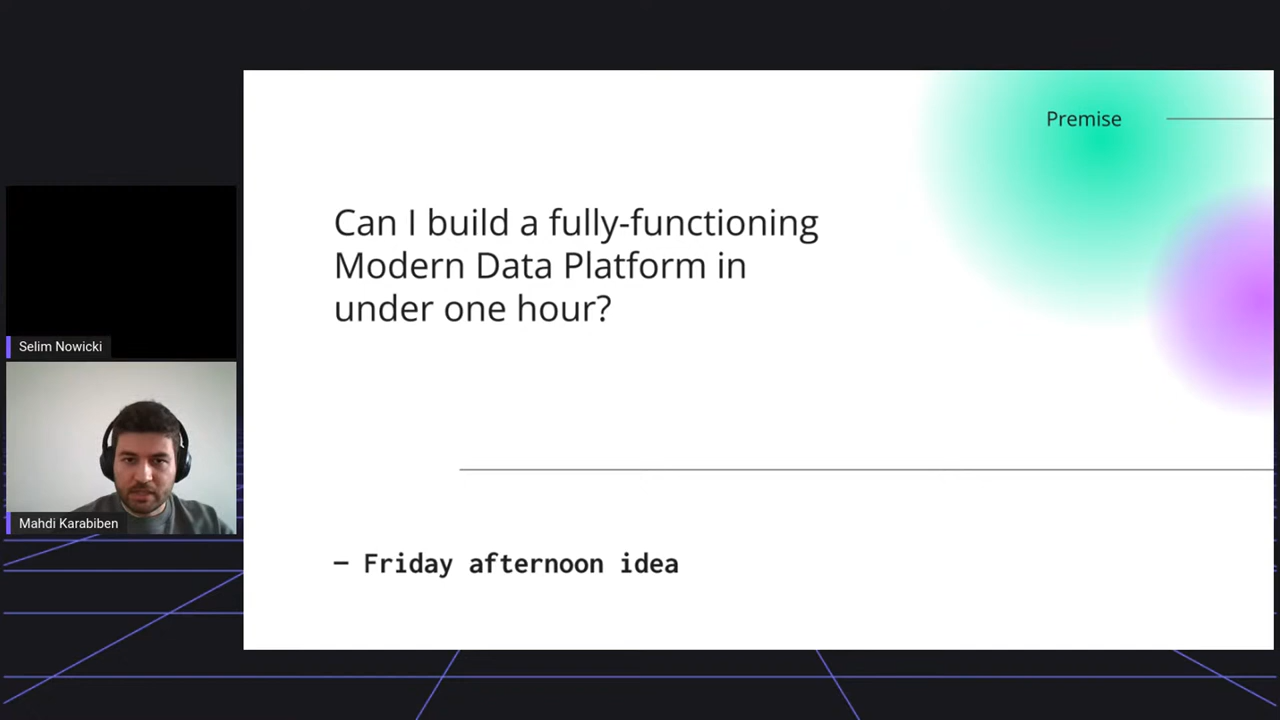 Premise
Can I build a fully-functioning
Modern Data Platform in
under one hour?
Selim Nowicki
Mahdi Karabiben
– Friday afternoon idea